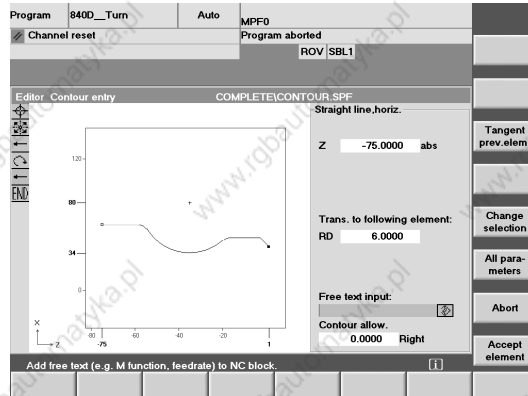 Program 840D__Turn Auto MPF0
Channel reset Program aborted
ROV SBL1
Editor Contour entry COMPLETE\CONTOUR.SPF
Straight line,horiz.
Z -75.0000 abs
Trans. to following element:
RD 6.0000
Free text input:
Contour allow.
0.0000 Right
END
120
80
34
0
X
Z
-80 -75 -60 -40 -20 1
Tangent
prev.elem
Change
selection
All para-
meters
Abort
Accept
element
Add free text (e.g. M function, feedrate) to NC block.
i
www.rgbautomatyka.pl